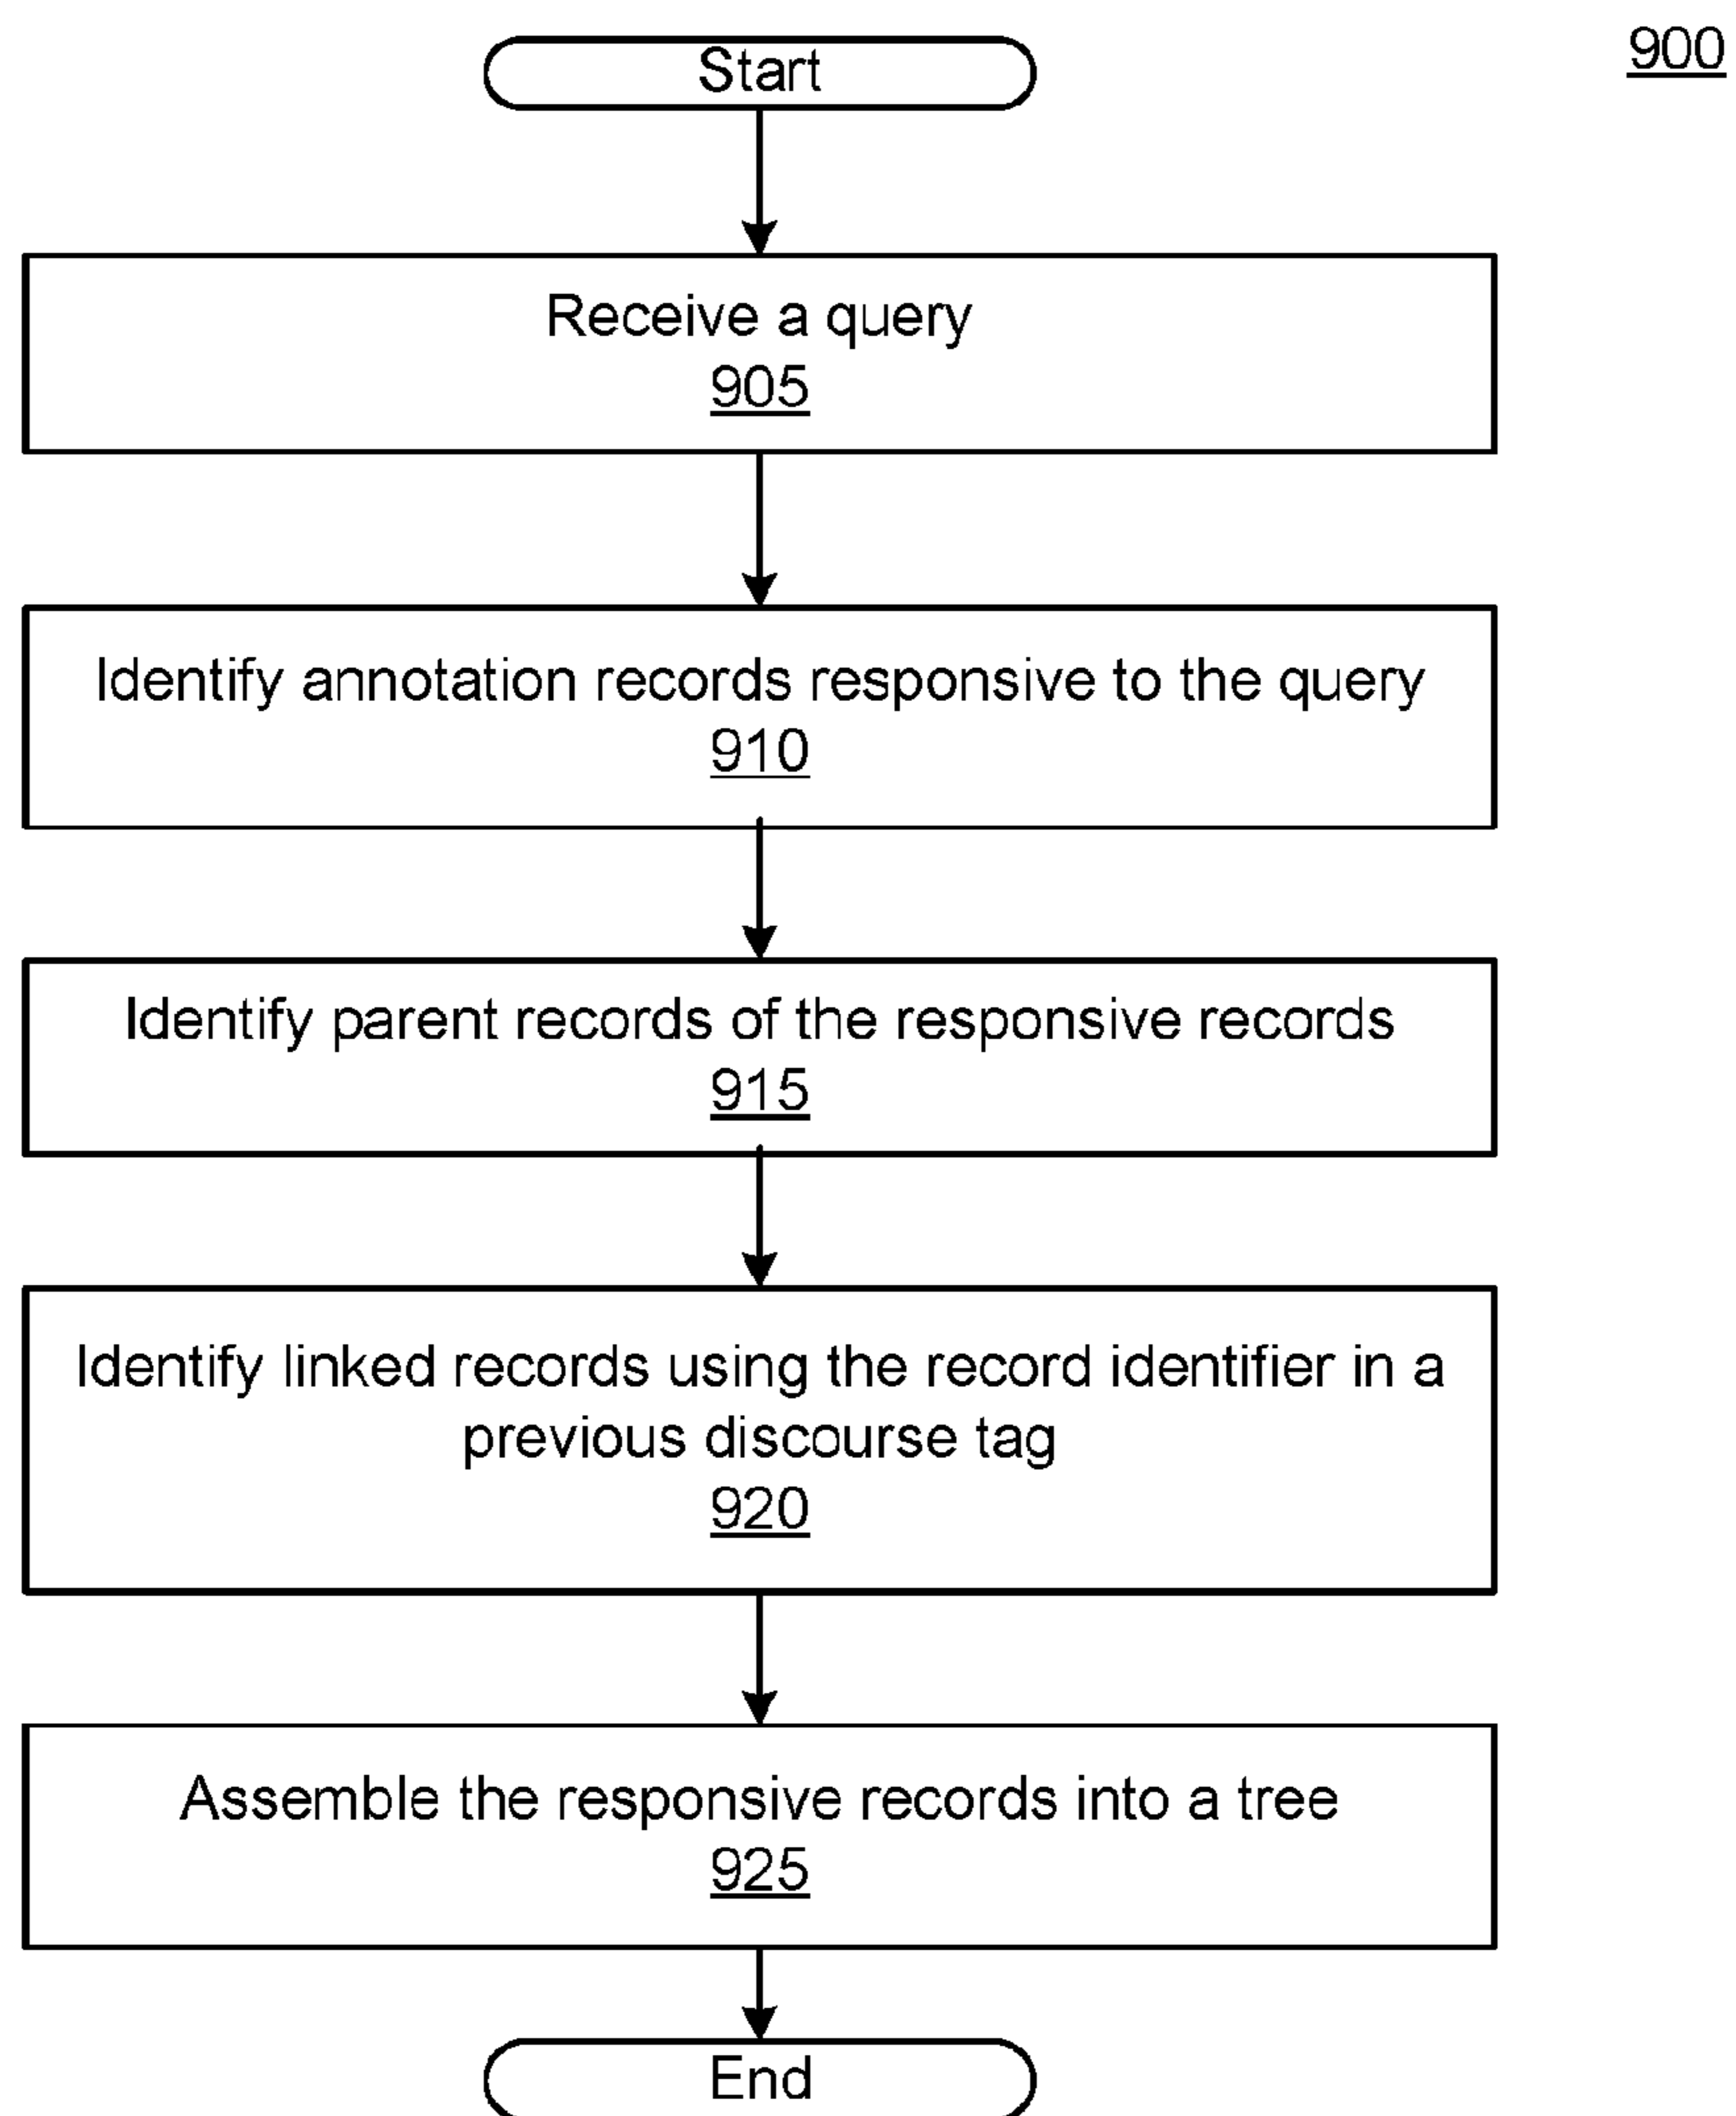 900
Start
Receive a query
905
Identify annotation records responsive to the query
910
Identify parent records of the responsive records
915
Identify linked records using the record identifier in a
previous discourse tag
920
Assemble the responsive records into a tree
925
End